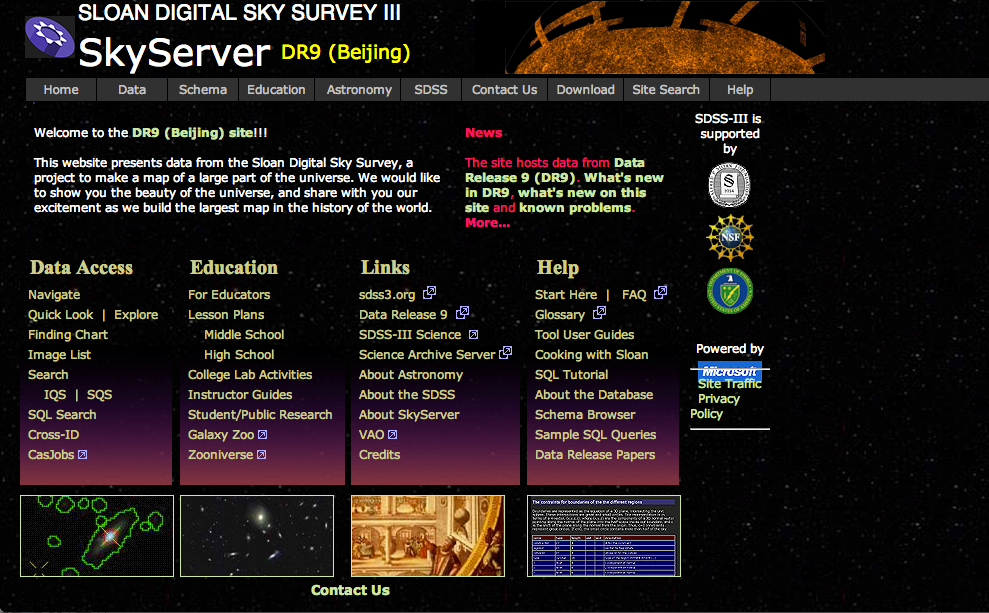 SLOAN DIGITAL SKY SURVEY III
SkyServer DR9 (Beijing)
Home Data Schema Education Astronomy SDSS Contact Us Download Site Search Help
Welcome to the DR9 (Beijing) site!!!
This website presents data from the Sloan Digital Sky Survey, a
project to make a map of a large part of the universe. We would like
to show you the beauty of the universe, and share with you our
excitement as we build the largest map in the history of the world.
News
The site hosts data from Data
Release 9 (DR9). What's new
in DR9, what's new on this
site and known problems.
More...
SDSS-III is
supported
by
NSF
Powered by
Microsoft
Site Traffic
Privacy
Policy
Data Access
Navigate
Quick Look | Explore
Finding Chart
Image List
Search
IQS | SQS
SQL Search
Cross-ID
CasJobs
Education
For Educators
Lesson Plans
Middle School
High School
College Lab Activities
Instructor Guides
Student/Public Research
Galaxy Zoo
Zooniverse
Links
sdss3.org
Data Release 9
SDSS-III Science
Science Archive Server
About Astronomy
About the SDSS
About SkyServer
VAO
Credits
Help
Start Here | FAQ
Glossary
Tool User Guides
Cooking with Sloan
SQL Tutorial
About the Database
Schema Browser
Sample SQL Queries
Data Release Papers
The constraints for boundaries of the the different regions
Contact Us